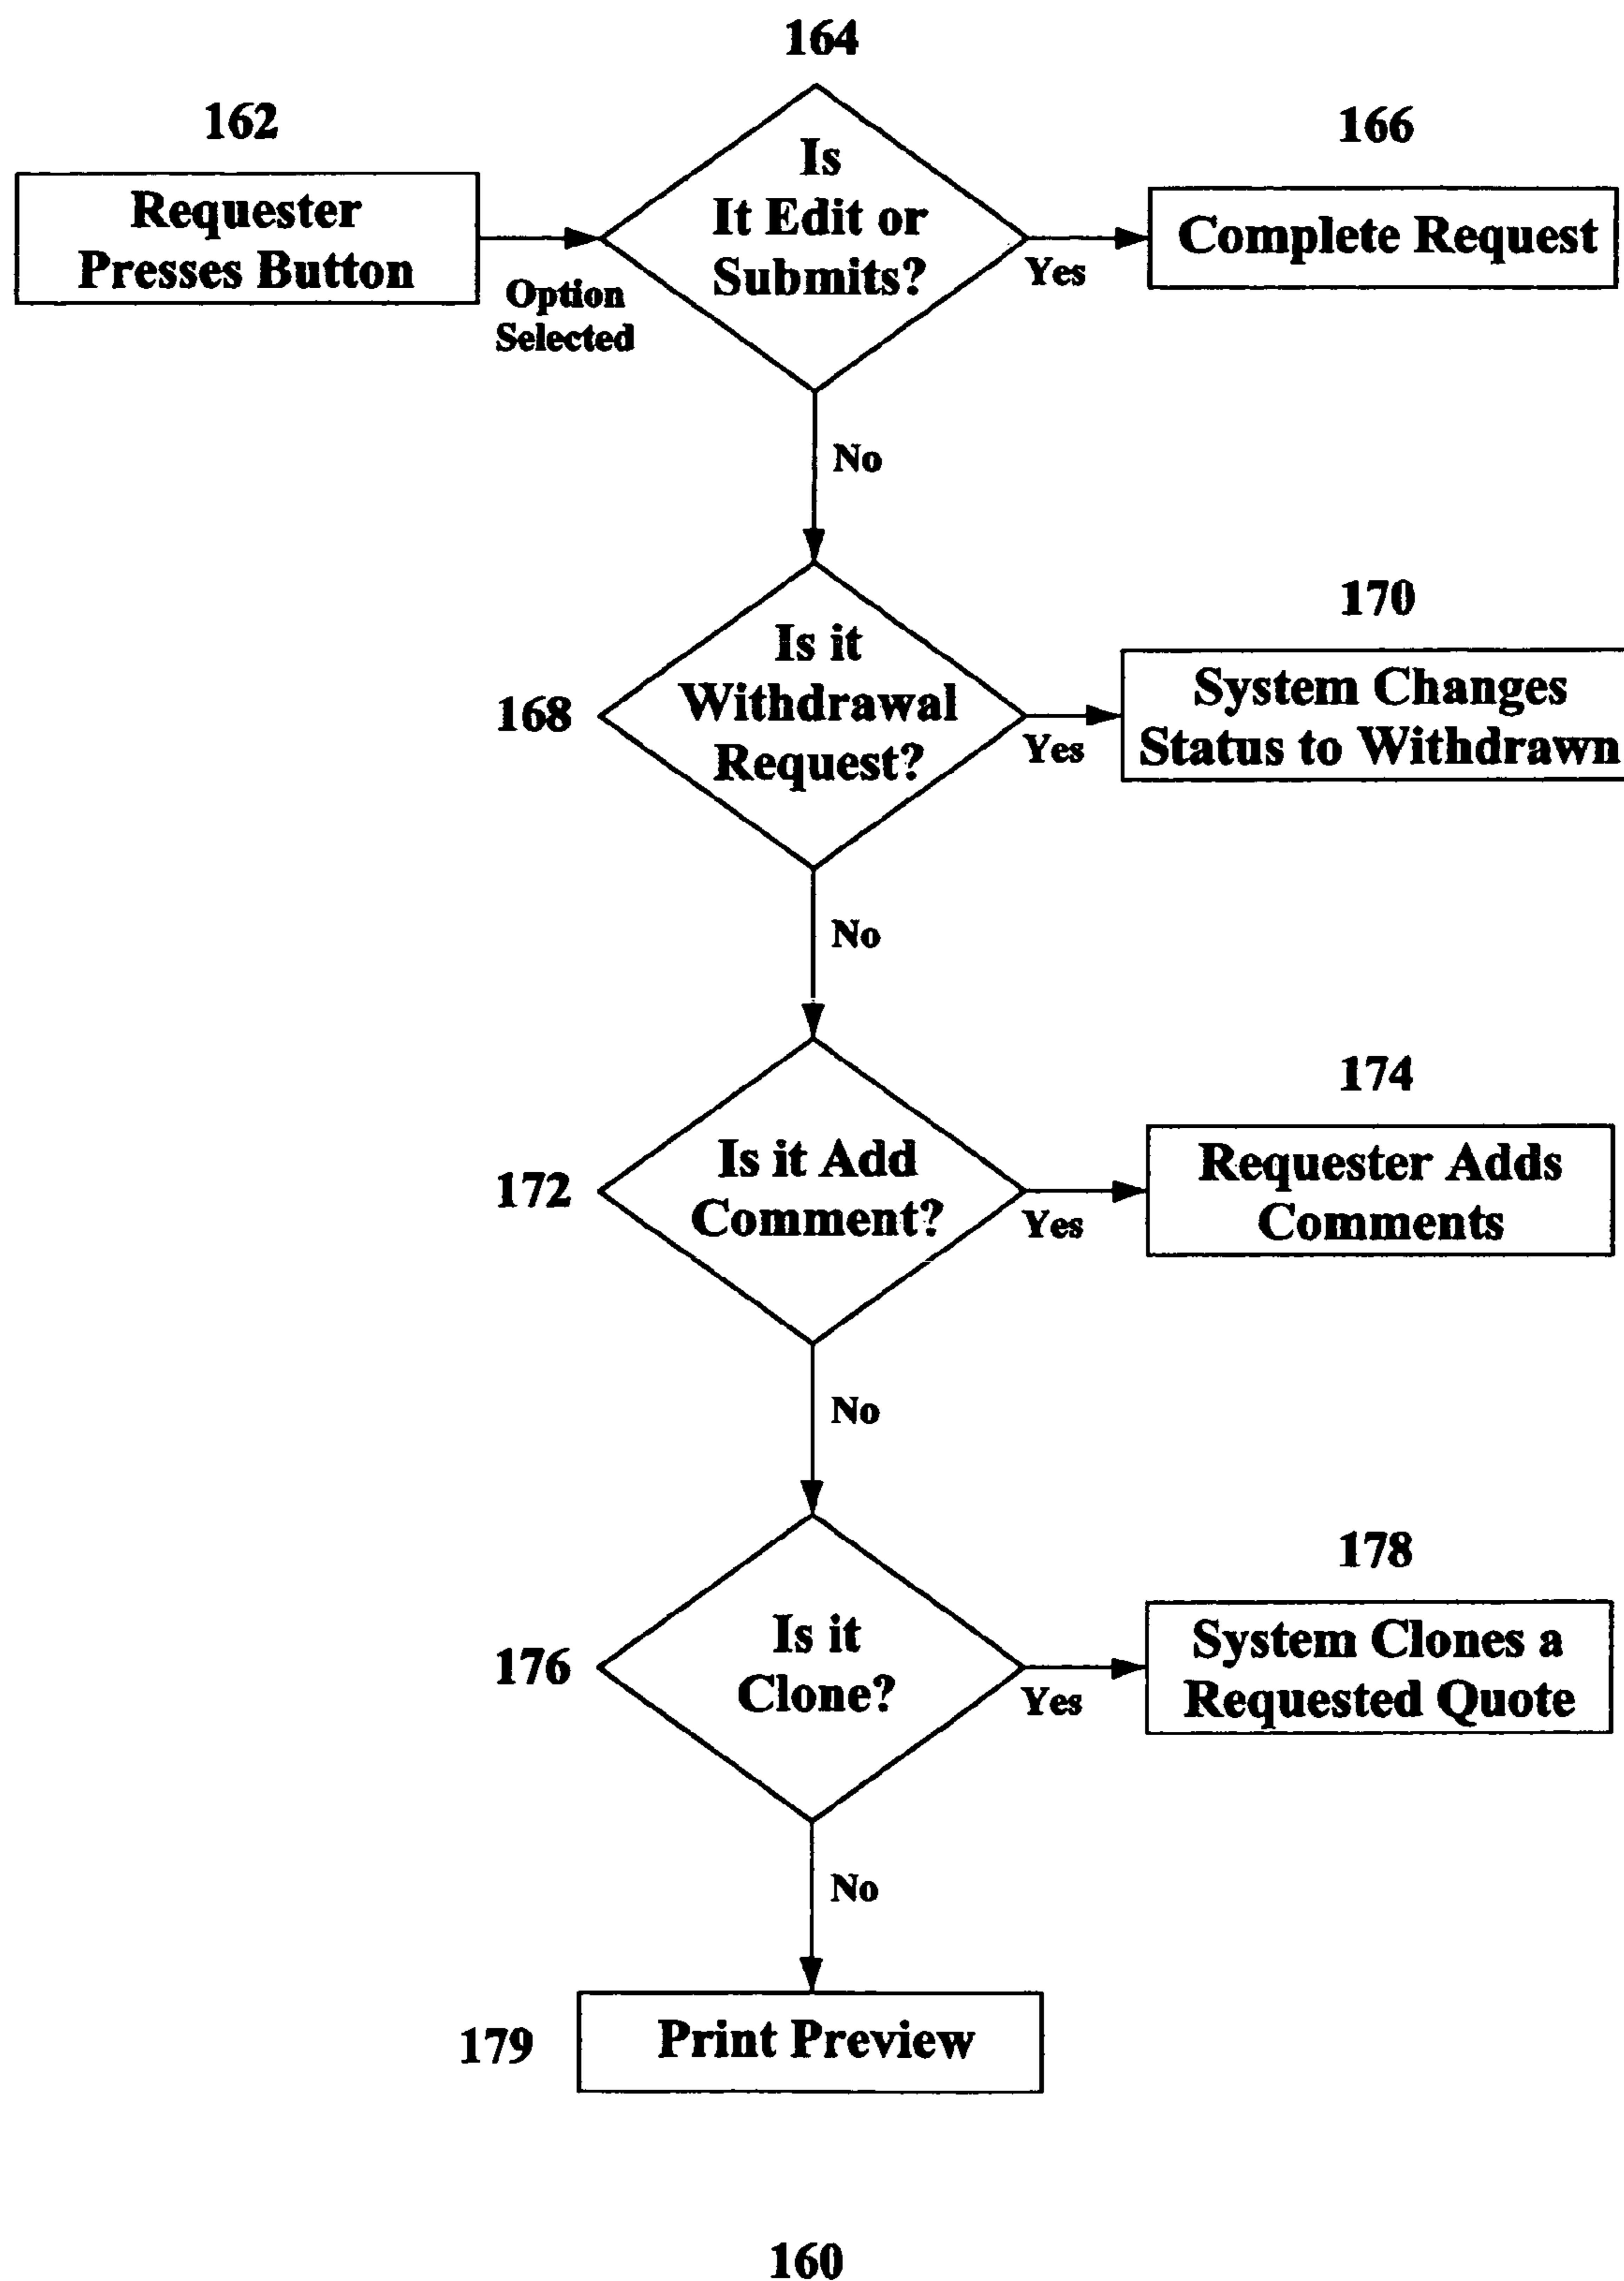 164
162
Requester
Presses Button
Option
Selected
Is
It Edit or
Submits?
Yes
166
Complete Request
No
168
Is it
Withdrawal
Request?
Yes
170
System Changes
Status to Withdrawn
No
172
Is it Add
Comment?
Yes
174
Requester Adds
Comments
No
176
Is it
Clone?
Yes
178
System Clones a
Requested Quote
No
179
Print Preview
160